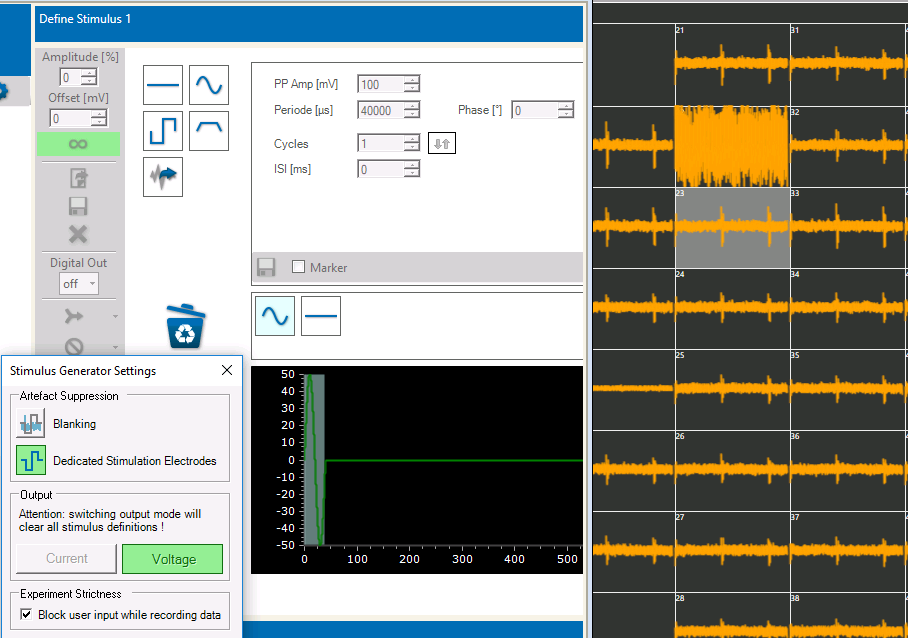 Define Stimulus 1
Amplitude [%]
0
Offset [mV]
0
∞
Digital Out
off
PP Amp [mV] 100
Periode [µs] 40000 Phase [°] 0
Cycles 1
ISI [ms] 0
Marker
50
40
30
20
10
0
-10
-20
-30
-40
-50
0 100 200 300 400 500
Stimulus Generator Settings
Artefact Suppression
Blanking
Dedicated Stimulation Electrodes
Output
Attention: switching output mode will
clear all stimulus definitions !
Current Voltage
Experiment Strictness
Block user input while recording data
21 31
32
23 33
24 34
25 35
26 36
27 37
28 38